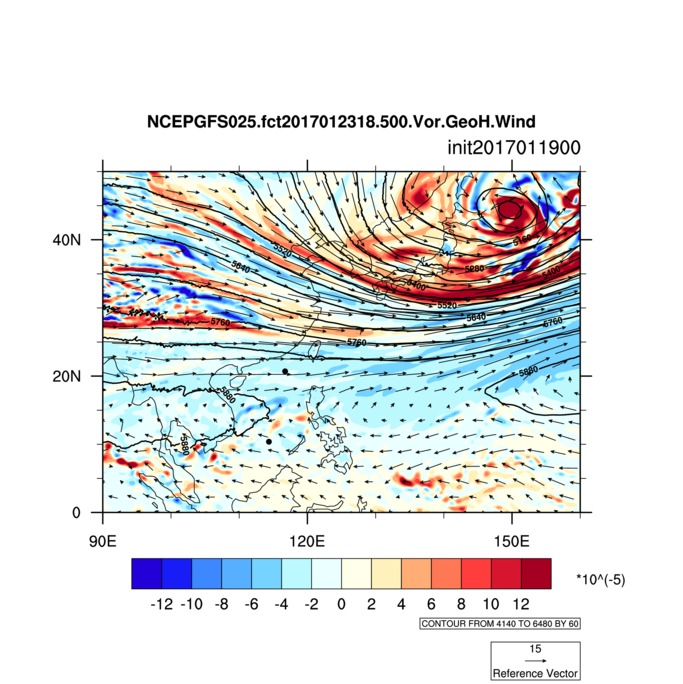 NCEPGFS025.fct2017012318.500.Vor.GeoH.Wind
init2017011900
40N
20N
0
90E 120E 150E
5520
5640
5760
5760
5880
5880
5160
5280
5400
5400
5520
5640
5760
5880
-12 -10 -8 -6 -4 -2 0 2 4 6 8 10 12
*10^(-5)
CONTOUR FROM 4140 TO 6480 BY 60
15
Reference Vector